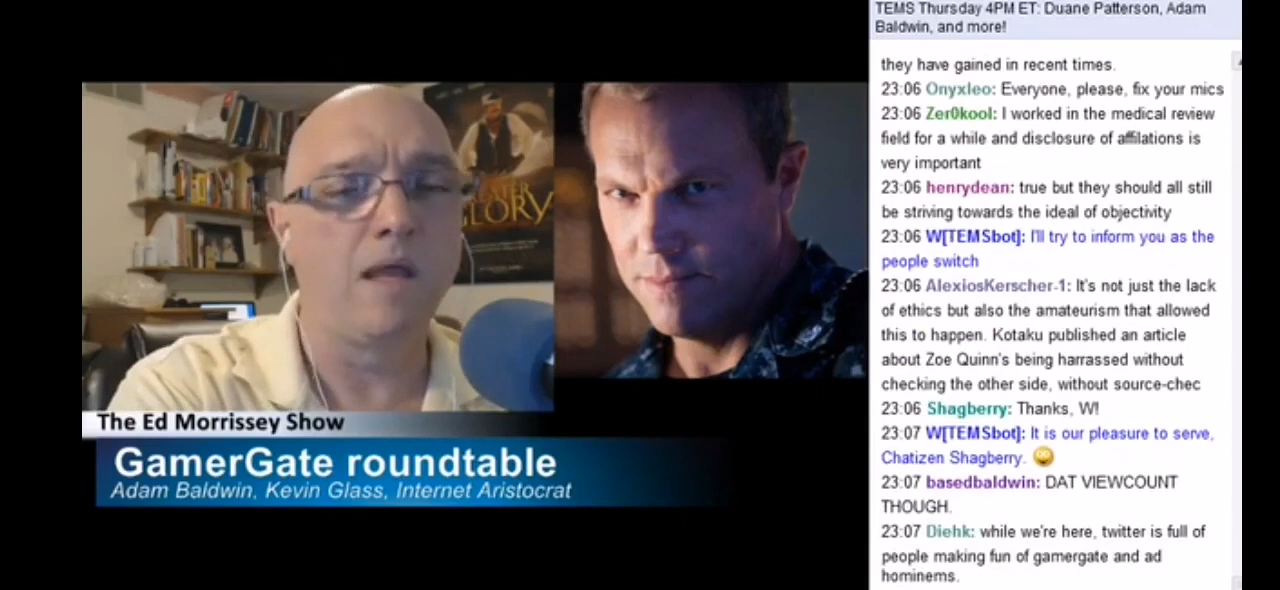 TEMS Thursday 4PM ET: Duane Patterson, Adam
Baldwin, and more!
they have gained in recent times.
23:06 Onyxleo: Everyone, please, fix your mics
23:06 Zer0kool: I worked in the medical review
field for a while and disclosure of affilations is
very important
23:06 henrydean: true but they should all still
be striving towards the ideal of objectivity
23:06 W[TEMSbot]: I'll try to inform you as the
people switch
23:06 AlexiosKerscher-1: It's not just the lack
of ethics but also the amateurism that allowed
this to happen. Kotaku published an article
about Zoe Quinn's being harrassed without
checking the other side, without source-chec
23:06 Shagberry: Thanks, W!
23:07 W[TEMSbot]: It is our pleasure to serve,
Chatizen Shagberry.
23:07 basedbaldwin: DAT VIEWCOUNT
THOUGH.
23:07 Diehk: while we're here, twitter is full of
people making fun of gamergate and ad
hominems.
GLORY
The Ed Morrissey Show
GamerGate roundtable
Adam Baldwin, Kevin Glass, Internet Aristocrat